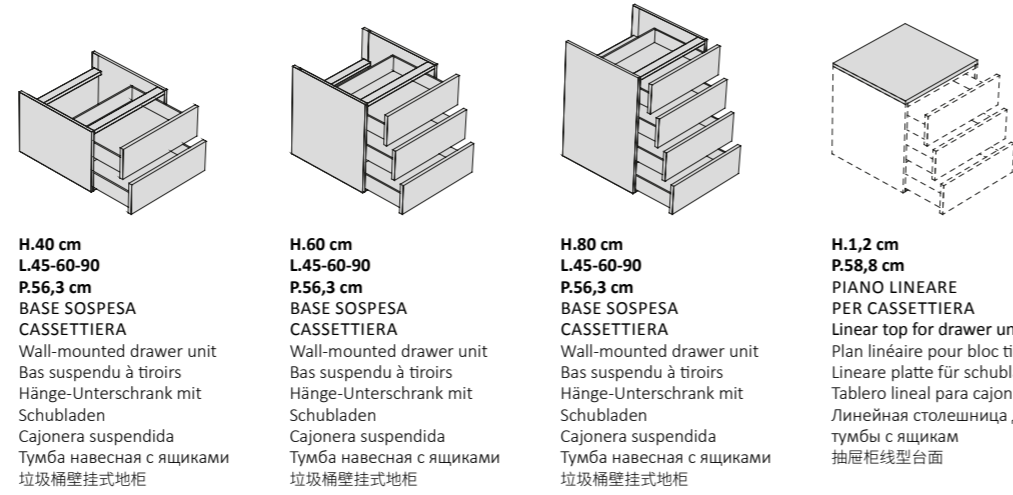 H.40 cm
L.45-60-90
P.56,3 cm
BASE SOSPESA
CASSETTIERA
Wall-mounted drawer unit
Bas suspendu à tiroirs
Hänge-Unterschrank mit
Schubladen
Cajonera suspendida
Тумба навесная с ящиками
垃圾桶壁挂式地柜
H.60 cm
L.45-60-90
P.56,3 cm
BASE SOSPESA
CASSETTIERA
Wall-mounted drawer unit
Bas suspendu à tiroirs
Hänge-Unterschrank mit
Schubladen
Cajonera suspendida
Тумба навесная с ящиками
垃圾桶壁挂式地柜
H.80 cm
L.45-60-90
P.56,3 cm
BASE SOSPESA
CASSETTIERA
Wall-mounted drawer unit
Bas suspendu à tiroirs
Hänge-Unterschrank mit
Schubladen
Cajonera suspendida
Тумба навесная с ящиками
垃圾桶壁挂式地柜
H.1,2 cm
P.58,8 cm
PIANO LINEARE
PER CASSETTIERA
Linear top for drawer
Plan linéaire pour bloc
Lineare platte für
Tablero lineal para
Линейная столешница
тумбы с ящикам
抽屉柜线型台面